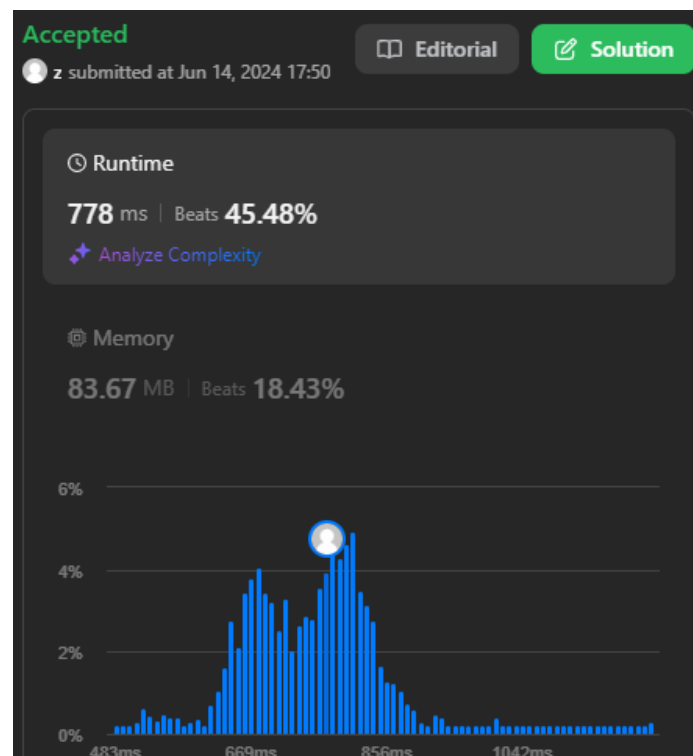 Accepted
Editorial
Solution
z submitted at Jun 14, 2024 17:50
Runtime
778 ms | Beats 45.48%
Analyze Complexity
Memory
83.67 MB | Beats 18.43%
6%
4%
2%
0%
483ms 669ms 856ms 1042ms